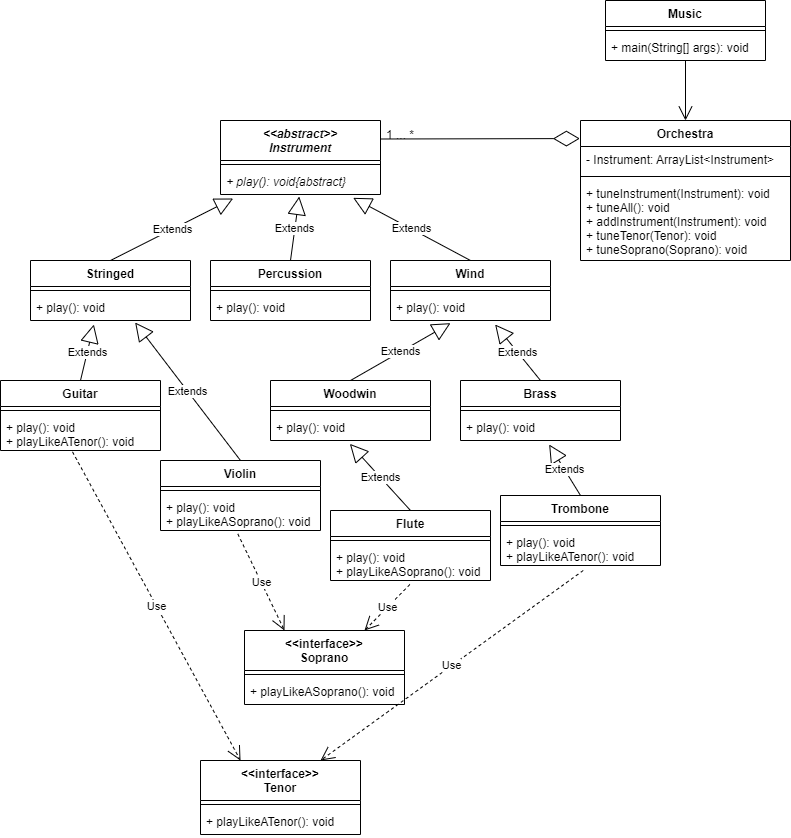 Music
+ main(String[] args): void
<<abstract>>
Instrument
+ play(): void{abstract}
1 ... *
Orchestra
- Instrument: ArrayList<Instrument>
+ tuneInstrument(Instrument): void
+ tuneAll(): void
+ addInstrument(Instrument): void
+ tuneTenor(Tenor): void
+ tuneSoprano(Soprano): void
Extends
Extends
Extends
Stringed
+ play(): void
Percussion
+ play(): void
Wind
+ play(): void
Extends
Extends
Extends
Extends
Guitar
+ play(): void
+ playLikeATenor(): void
Woodwin
+ play(): void
Brass
+ play(): void
Violin
+ play(): void
+ playLikeASoprano(): void
Extends
Extends
Flute
+ play(): void
+ playLikeASoprano(): void
Trombone
+ play(): void
+ playLikeATenor(): void
Use
Use
Use
Use
<<interface>>
Soprano
+ playLikeASoprano(): void
<<interface>>
Tenor
+ playLikeATenor(): void